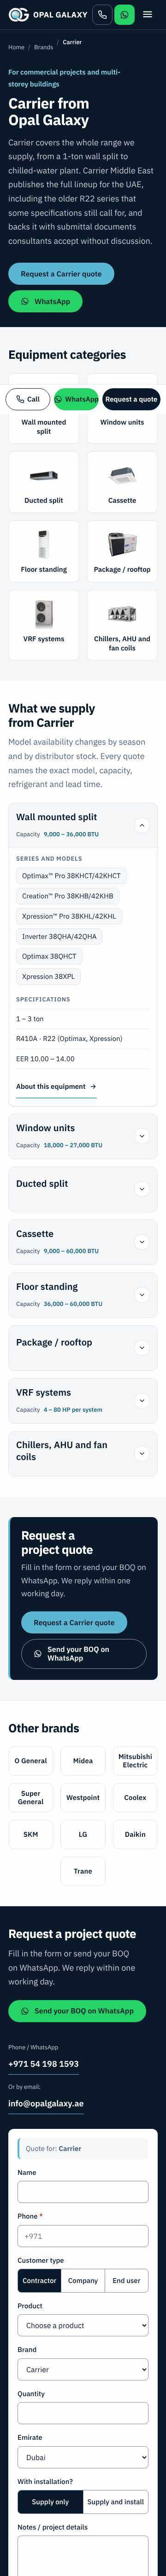 OPAL GALAXY
Home / Brands / Carrier
For commercial projects and multi-
storey buildings
Carrier from
Opal Galaxy
Carrier covers the whole range we
supply, from a 1-ton wall split to
chilled-water plant. Carrier Middle East
publishes the full lineup for the UAE,
including the older R22 series that
some specifications still call for, and
backs it with submittal documents
consultants accept without discussion.
Request a Carrier quote
WhatsApp
Equipment categories
Call
WhatsApp
Request a quote
Wall mounted
split
Window units
Ducted split
Cassette
Floor standing
Package / rooftop
VRF systems
Chillers, AHU and
fan coils
What we supply
from Carrier
Model availability changes by season
and by distributor stock. Every quote
names the exact model, capacity,
refrigerant and lead time.
Wall mounted split
Capacity 9,000 – 36,000 BTU
SERIES AND MODELS
Optimax™ Pro 38KHCT/42KHCT
Creation™ Pro 38KHB/42KHB
Xpression™ Pro 38KHL/42KHL
Inverter 38QHA/42QHA
Optimax 38QHCT
Xpression 38XPL
SPECIFICATIONS
1 – 3 ton
R410A · R22 (Optimax, Xpression)
EER 10.00 – 14.00
About this equipment →
Window units
Capacity 18,000 – 27,000 BTU
Ducted split
Cassette
Capacity 9,000 – 60,000 BTU
Floor standing
Capacity 36,000 – 60,000 BTU
Package / rooftop
VRF systems
Capacity 4 – 80 HP per system
Chillers, AHU and fan
coils
Request a
project quote
Fill in the form or send your BOQ on
WhatsApp. We reply within one
working day.
Request a Carrier quote
Send your BOQ on
WhatsApp
Other brands
O General
Midea
Mitsubishi
Electric
Super
General
Westpoint
Coolex
SKM
LG
Daikin
Trane
Request a project quote
Fill in the form or send your BOQ
on WhatsApp. We reply within one
working day.
Send your BOQ on WhatsApp
Phone / WhatsApp
+971 54 198 1593
Or by email:
info@opalgalaxy.ae
Quote for: Carrier
Name
Phone *
+971
Customer type
Contractor
Company
End user
Product
Choose a product
Brand
Carrier
Quantity
Emirate
Dubai
With installation?
Supply only
Supply and install
Notes / project details